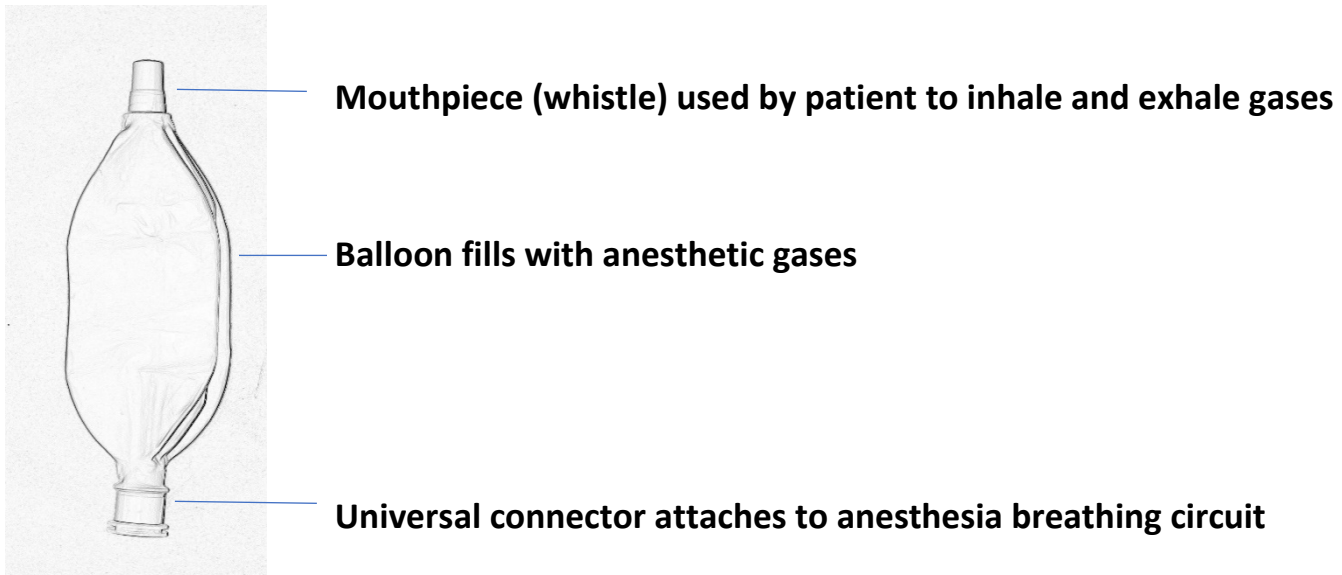 Mouthpiece (whistle) used by patient to inhale and exhale gases
Balloon fills with anesthetic gases
Universal connector attaches to anesthesia breathing circuit